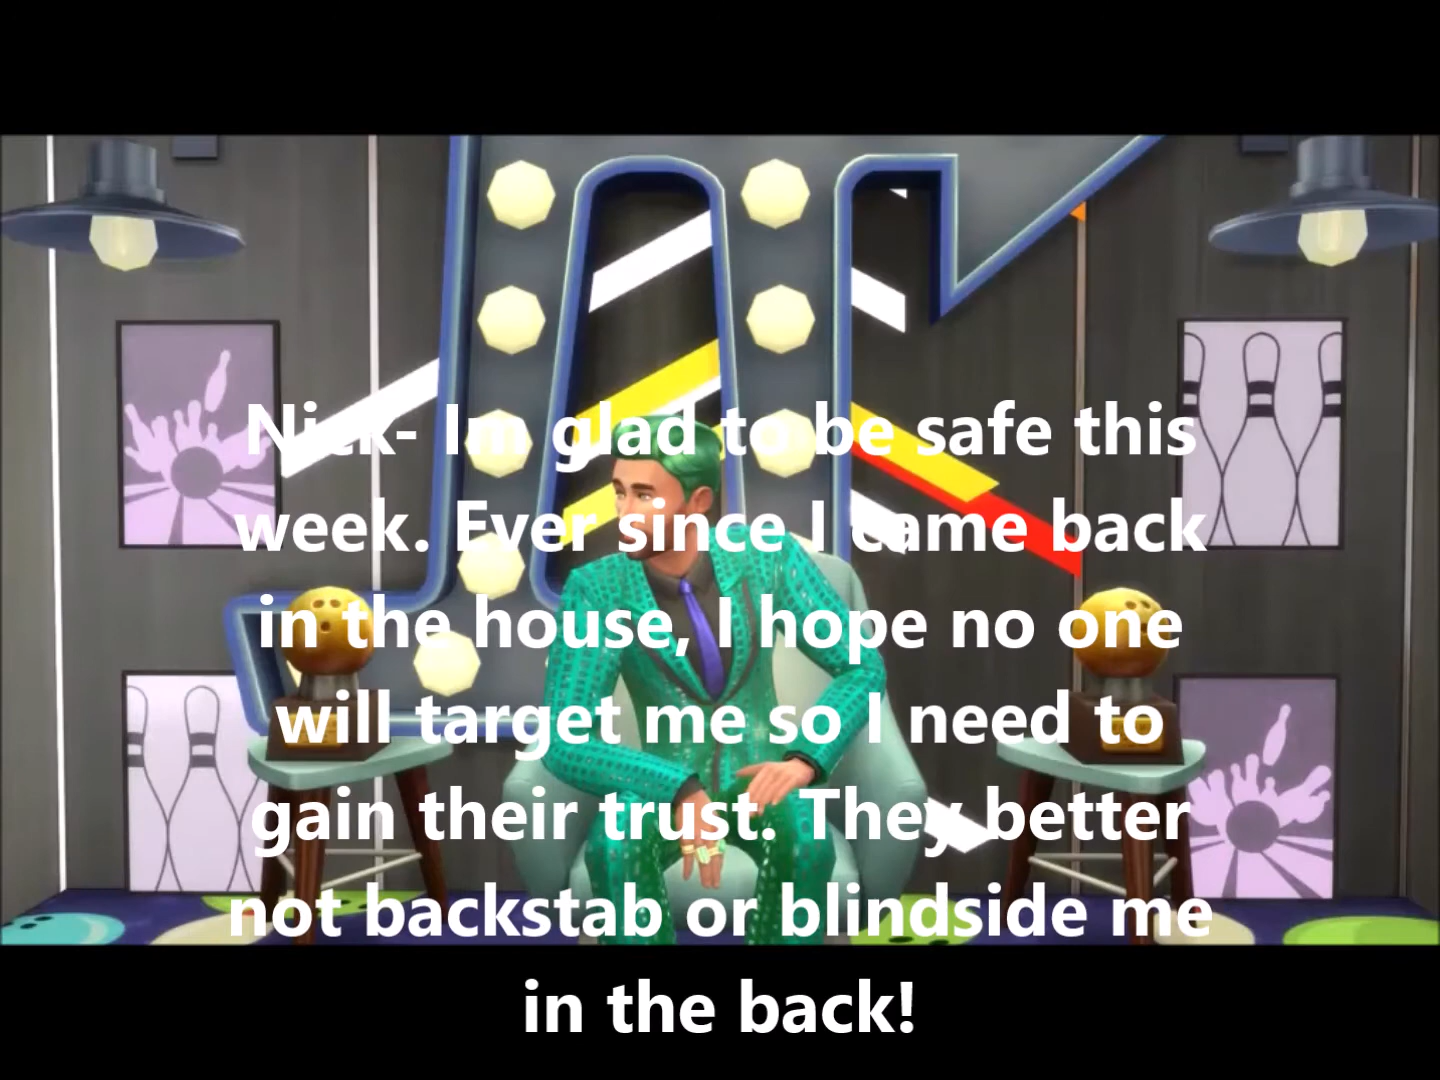 Nick- Im glad to be safe this
week. Ever since I came back
in the house, I hope no one
will target me so I need to
gain their trust. They better
not backstab or blindside me
in the back!